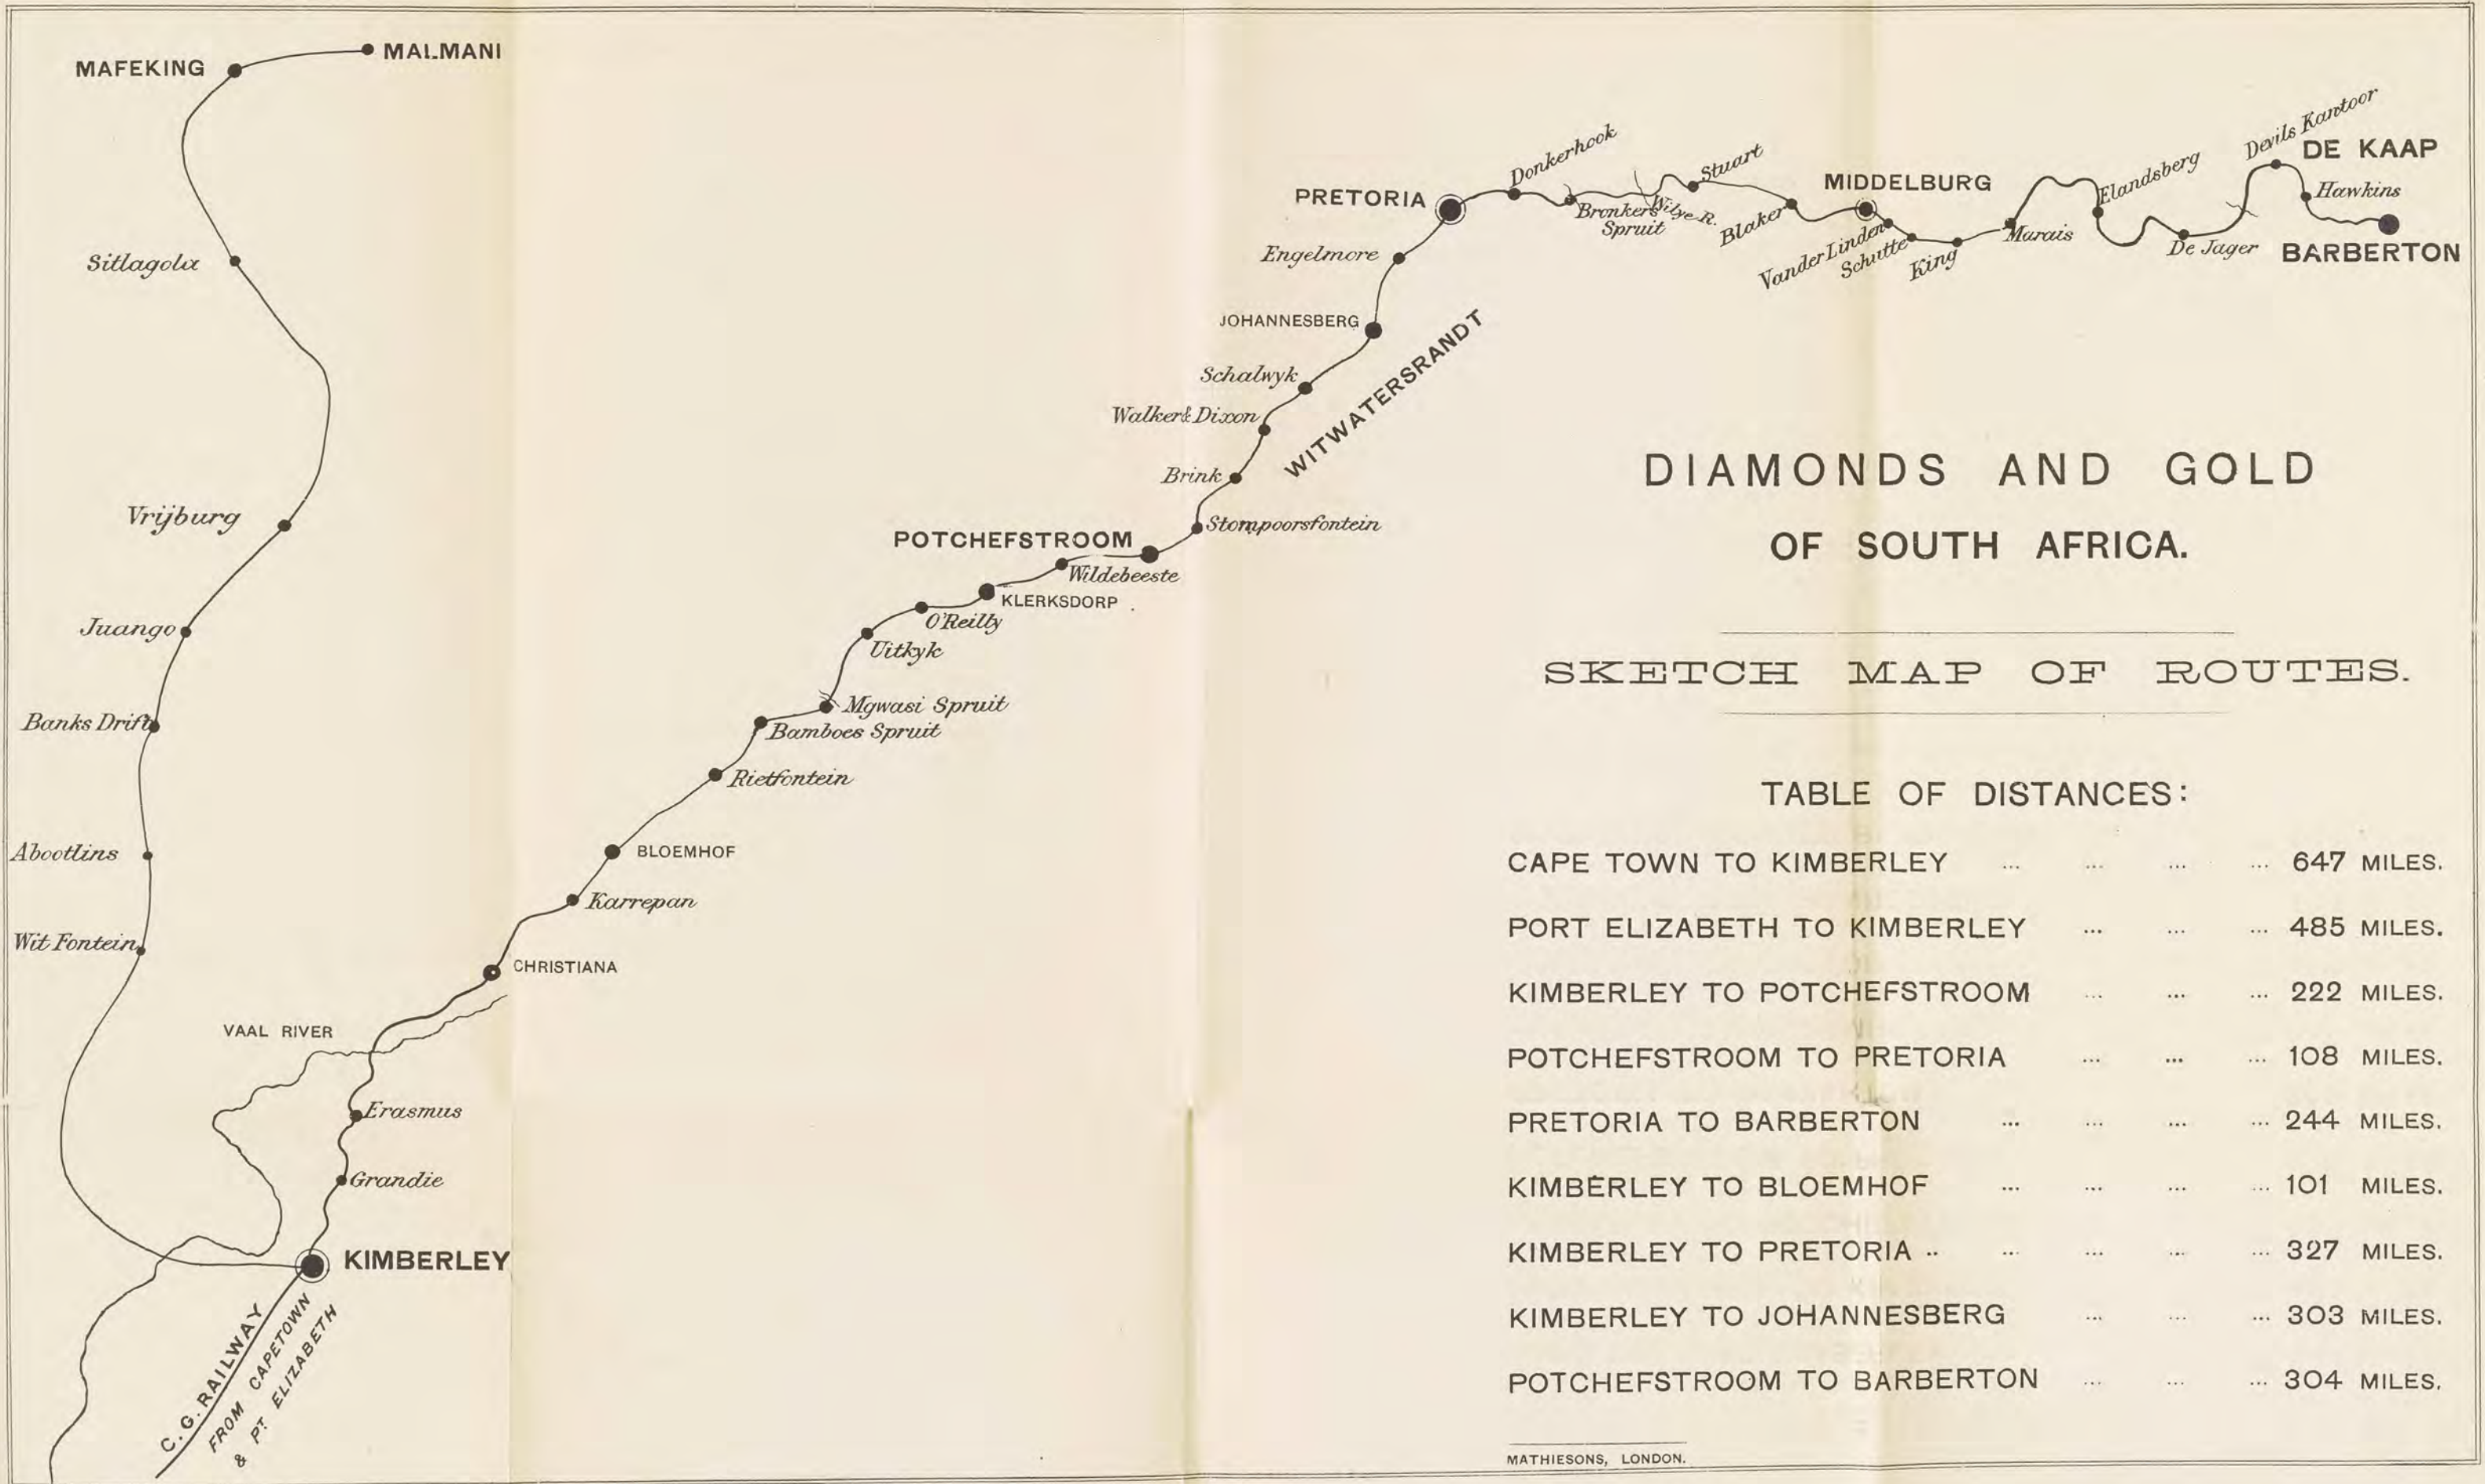 MAFEKING
MALMANI
Sitlagola
Vrijburg
Juango
Banks Drift
Abootlins
Wit Fontein
VAAL RIVER
Erasmus
Grandie
KIMBERLEY
C. G. RAILWAY
FROM CAPETOWN
& PT ELIZABETH
CHRISTIANA
Karrepan
BLOEMHOF
Rietfontein
Bamboes Spruit
Mgwasi Spruit
Uitkyk
O'Reilly
KLERKSDORP
Wildebeeste
POTCHEFSTROOM
Stompoorsfontein
Brink
Walker & Dixon
Schalwyk
WITWATERSRANDT
JOHANNESBERG
Engelmore
PRETORIA
Donkerhook
Bronkers
Spruit
Wilge R.
Stuart
Blaker
MIDDELBURG
Vander Linden
Schutte
King
Marais
Elandsberg
De Jager
Devils Kantoor
DE KAAP
Hawkins
BARBERTON
DIAMONDS AND GOLD
OF SOUTH AFRICA.
SKETCH MAP OF ROUTES.
TABLE OF DISTANCES:
CAPE TOWN TO KIMBERLEY ... ... ... ... 647 MILES.
PORT ELIZABETH TO KIMBERLEY ... ... ... 485 MILES.
KIMBERLEY TO POTCHEFSTROOM ... ... ... 222 MILES.
POTCHEFSTROOM TO PRETORIA ... ... ... 108 MILES.
PRETORIA TO BARBERTON ... ... ... ... 244 MILES.
KIMBERLEY TO BLOEMHOF ... ... ... ... 101 MILES.
KIMBERLEY TO PRETORIA .. ... ... ... ... 327 MILES.
KIMBERLEY TO JOHANNESBERG ... ... ... 303 MILES.
POTCHEFSTROOM TO BARBERTON ... ... ... 304 MILES.
MATHIESONS, LONDON.